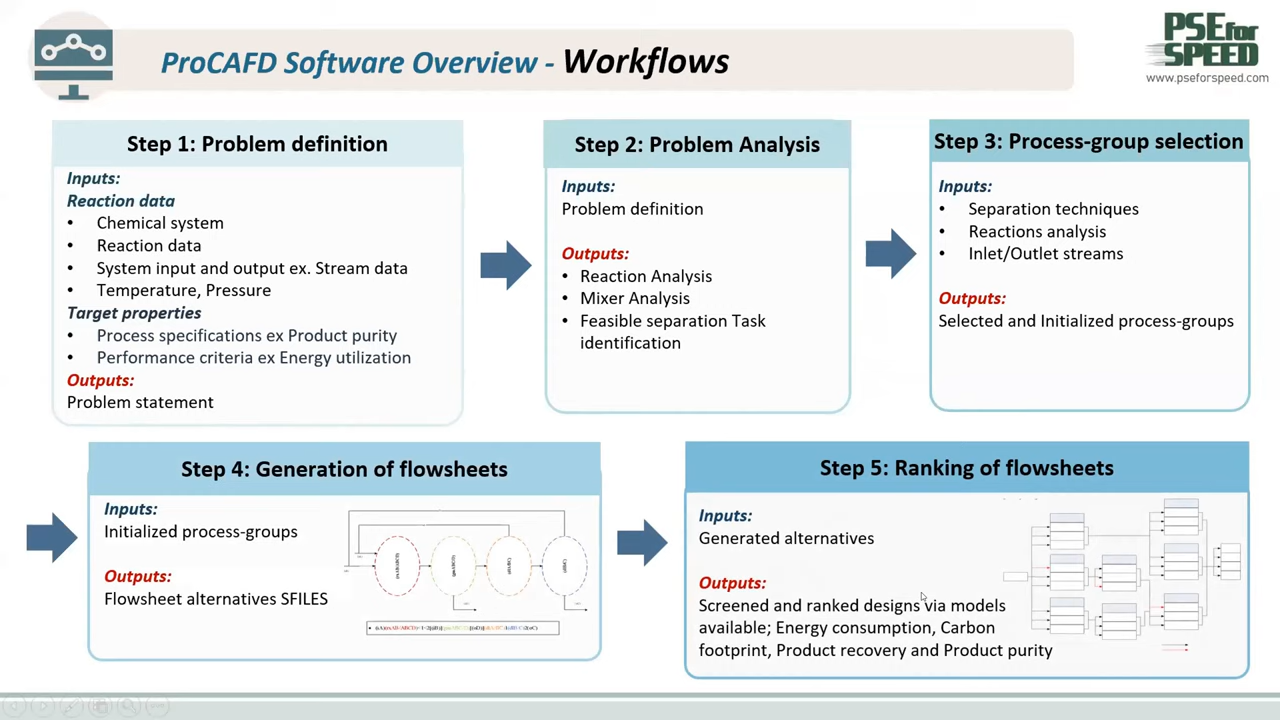 ProCAFD Software Overview - Workflows
PSE for
SPEED
www.pseforspeed.com
Step 1: Problem definition
Inputs:
Reaction data
• Chemical system
• Reaction data
• System input and output ex. Stream data
• Temperature, Pressure
Target properties
• Process specifications ex Product purity
• Performance criteria ex Energy utilization
Outputs:
Problem statement
Step 2: Problem Analysis
Inputs:
Problem definition
Outputs:
• Reaction Analysis
• Mixer Analysis
• Feasible separation Task
identification
Step 3: Process-group selection
Inputs:
• Separation techniques
• Reactions analysis
• Inlet/Outlet streams
Outputs:
Selected and Initialized process-groups
Step 4: Generation of flowsheets
Inputs:
Initialized process-groups
Outputs:
Flowsheet alternatives SFILES
Step 5: Ranking of flowsheets
Inputs:
Generated alternatives
Outputs:
Screened and ranked designs via models
available; Energy consumption, Carbon
footprint, Product recovery and Product purity